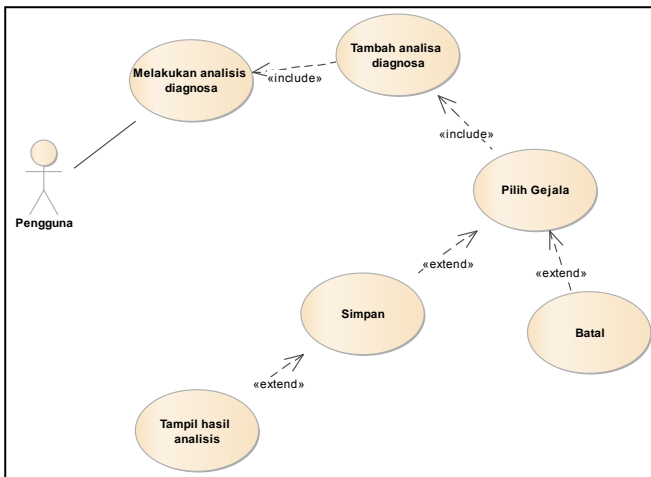 Melakukan analisis
diagnosa
«include»
Tambah analisa
diagnosa
«include»
Pengguna
Pilih Gejala
«extend»
«extend»
Simpan
Batal
«extend»
Tampil hasil
analisis